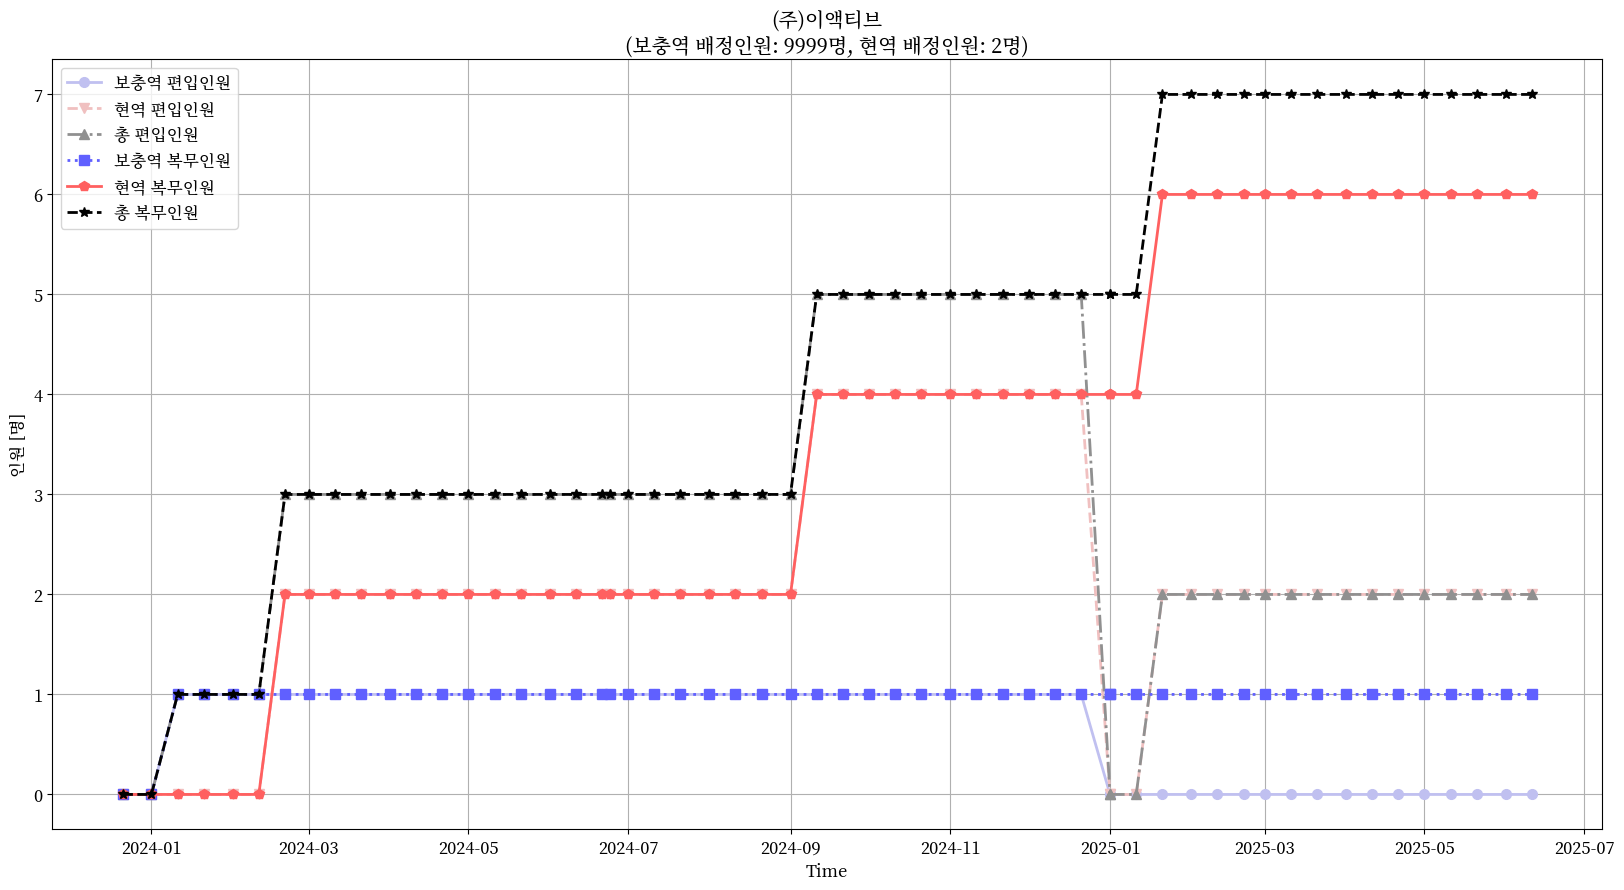 (주)이액티브
(보충역 배정인원: 9999명, 현역 배정인원: 2명)
보충역 편입인원
현역 편입인원
총 편입인원
보충역 복무인원
현역 복무인원
총 복무인원
인원 [명]
7
6
5
4
3
2
1
0
2024-01
2024-03
2024-05
2024-07
2024-09
2024-11
2025-01
2025-03
2025-05
2025-07
Time